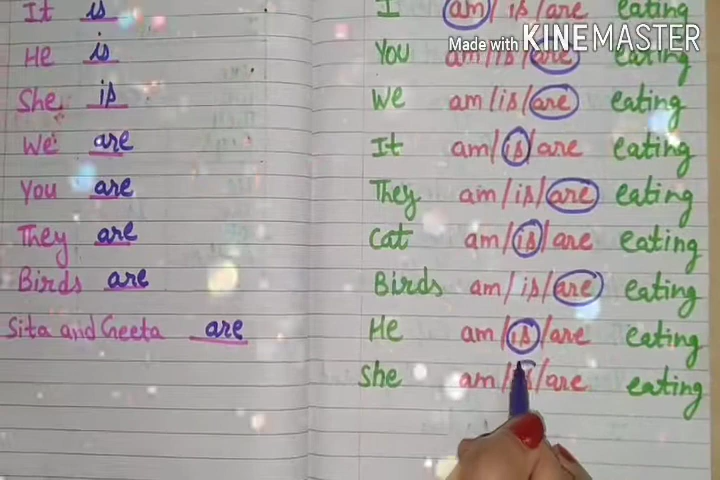 It is
He is
She is
We are
You are
They are
Birds are
Sita and Geeta are
I am / is / are eating
Made with KINEMASTER
You am / is / are eating
We am / is / are eating
It am / is / are eating
They am / is / are eating
Cat am / is / are eating
Birds am / is / are eating
He am / is / are eating
She am / is / are eating